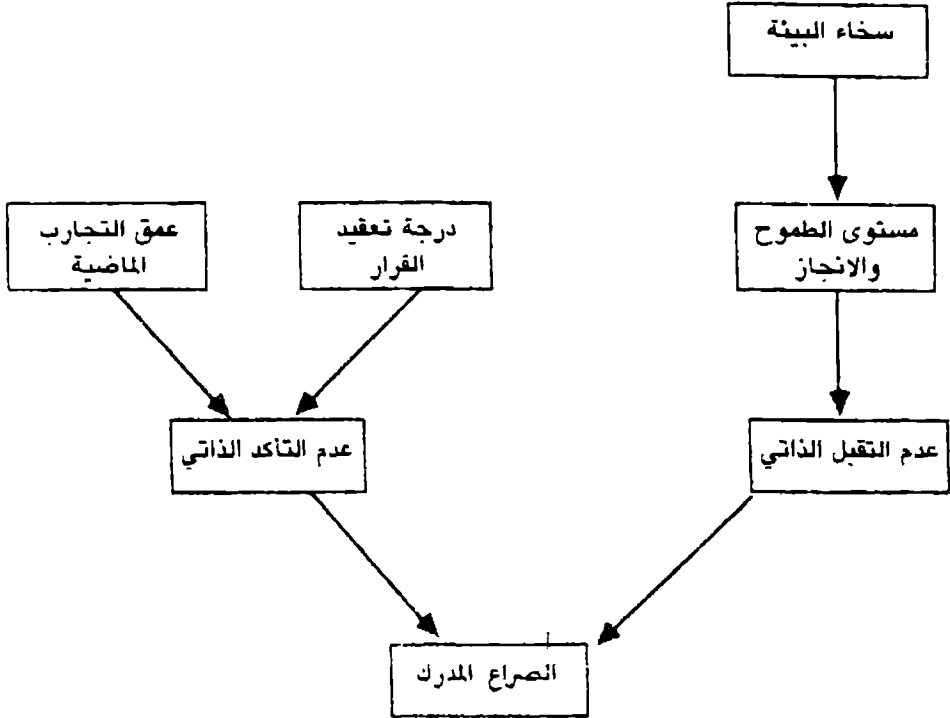 سخاء البيئة
مستوى الطموح
والانجاز
درجة تعقيد
القرار
عمق التجارب
الماضية
عدم التقبل الذاتي
عدم التأكد الذاتي
الصراع المدرك